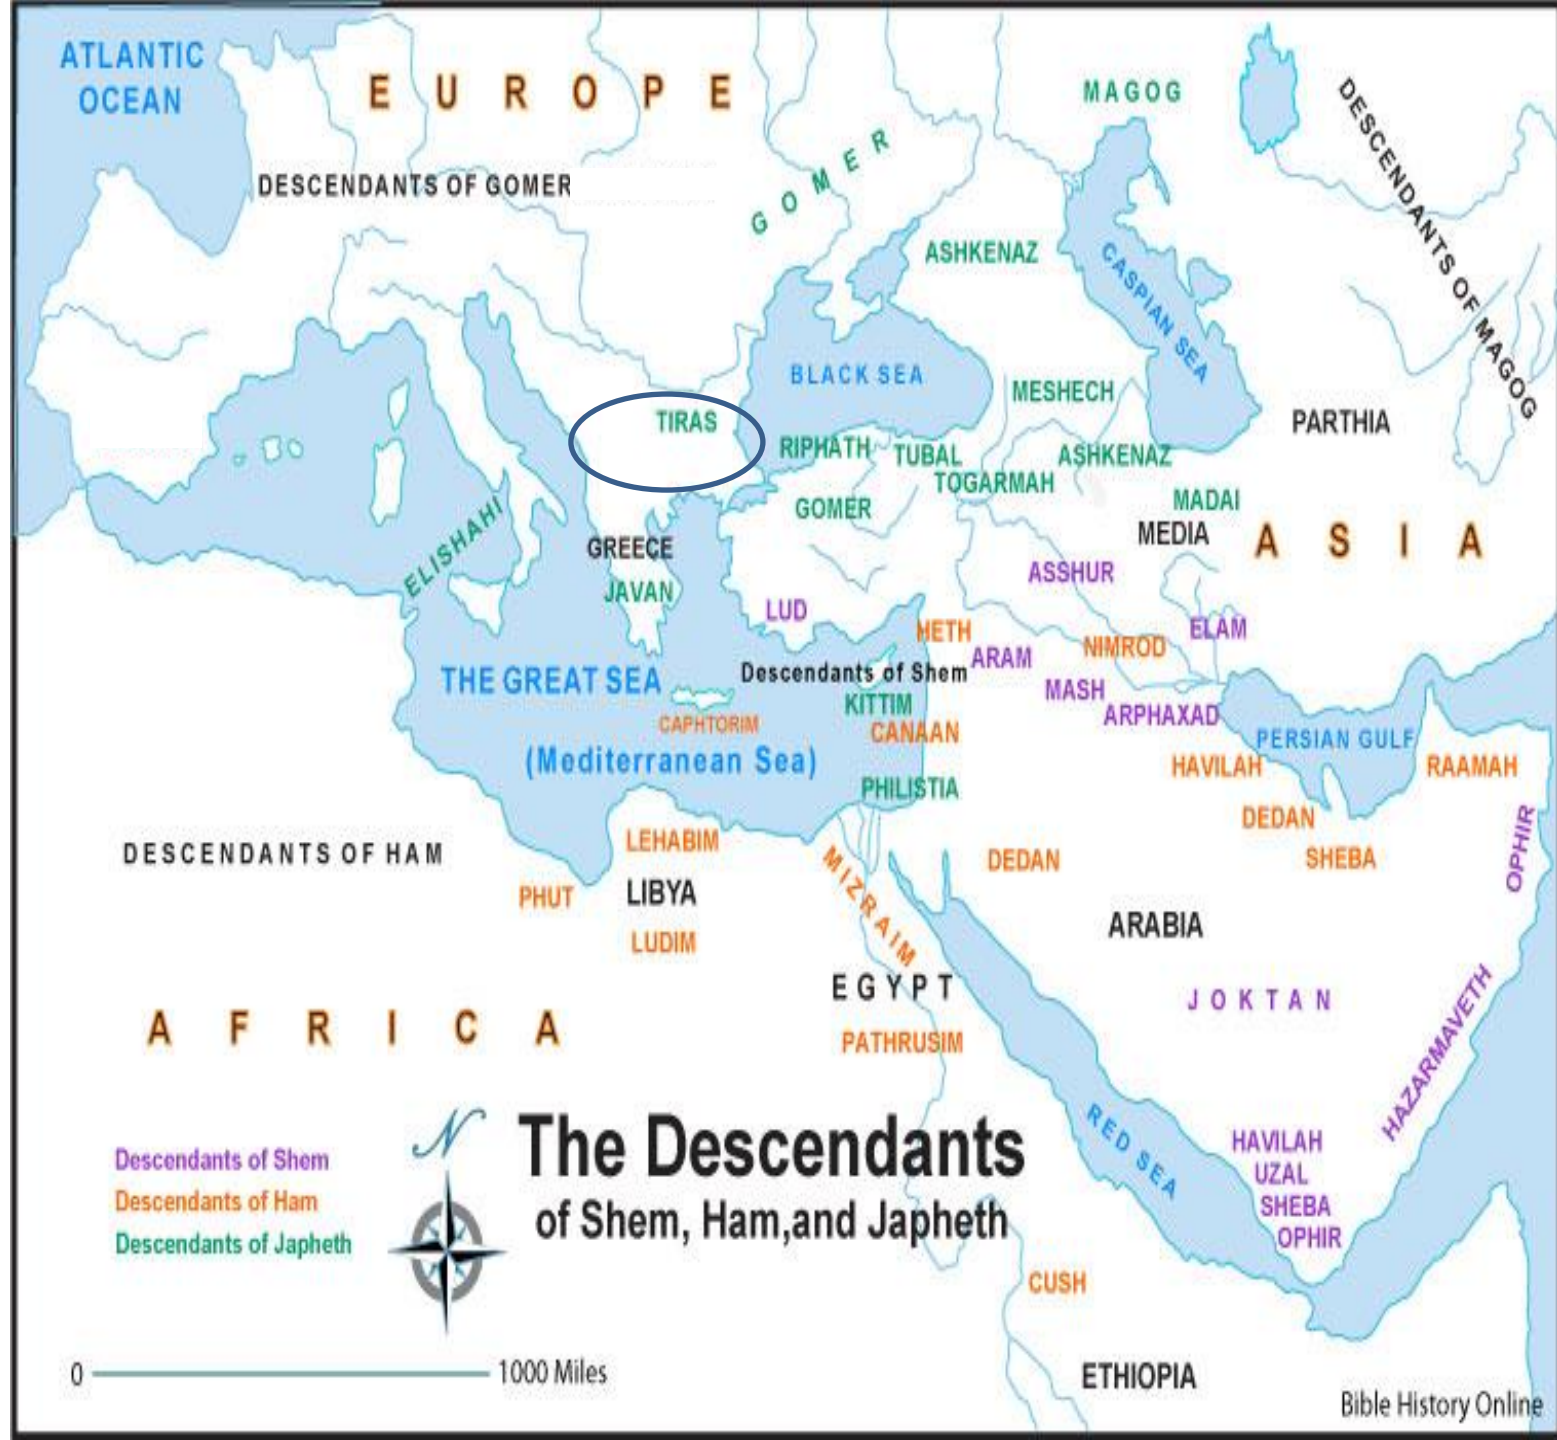 ATLANTIC
OCEAN
E U R O P E
MAGOG
DESCENDANTS OF MAGOG
DESCENDANTS OF GOMER
GOMER
ASHKENAZ
CASPIAN SEA
BLACK SEA
MESHECH
TIRAS
PARTHIA
RIPHATH
TUBAL
ASHKENAZ
TOGARMAH
GOMER
MADAI
MEDIA
A S I A
ELISHAHI
GREECE
JAVAN
ASSHUR
LUD
HETH
ELAM
NIMROD
ARAM
THE GREAT SEA
Descendants of Shem
MASH
KITTIM
ARPHAXAD
CAPHTORIM
CANAAN
PERSIAN GULF
(Mediterranean Sea)
HAVILAH
RAAMAH
PHILISTIA
DEDAN
OPHIR
LEHABIM
DESCENDANTS OF HAM
MIZRAIM
DEDAN
SHEBA
PHUT
LIBYA
ARABIA
LUDIM
EGYPT
JOKTAN
HAZARMAVETH
A F R I C A
PATHRUSIM
The Descendants
of Shem, Ham,and Japheth
N
RED SEA
HAVILAH
UZAL
SHEBA
OPHIR
Descendants of Shem
Descendants of Ham
Descendants of Japheth
CUSH
0 1000 Miles
ETHIOPIA
Bible History Online